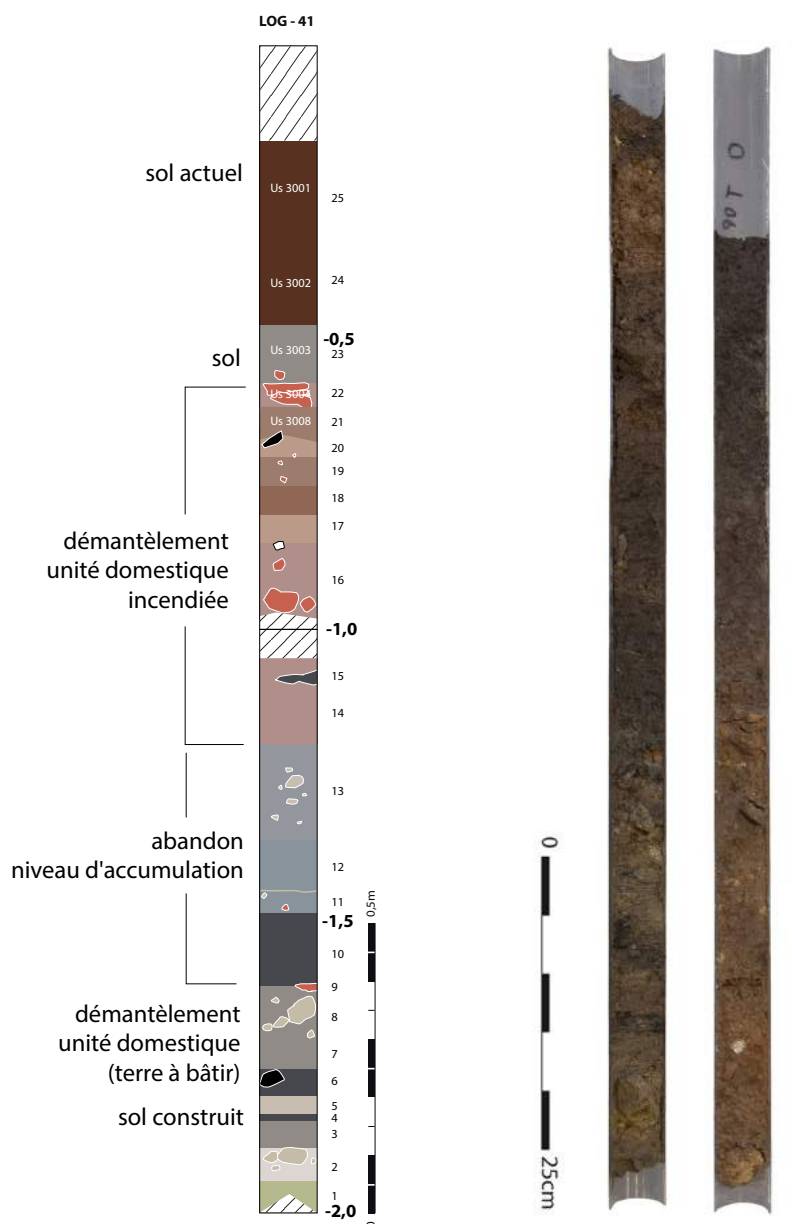 LOG - 41
sol actuel
Us 3001
25
Us 3002
24
-0,5
Us 3003
23
sol
Us 3004
22
Us 3008
21
20
19
18
17
démantèlement
unité domestique
incendiée
16
-1,0
15
14
13
abandon
niveau d'accumulation
12
11
-1,5
10
9
démantèlement
unité domestique
(terre à bâtir)
8
7
6
5
sol construit
4
3
2
1
-2,0
0,5m
0
0
25cm
90T 0